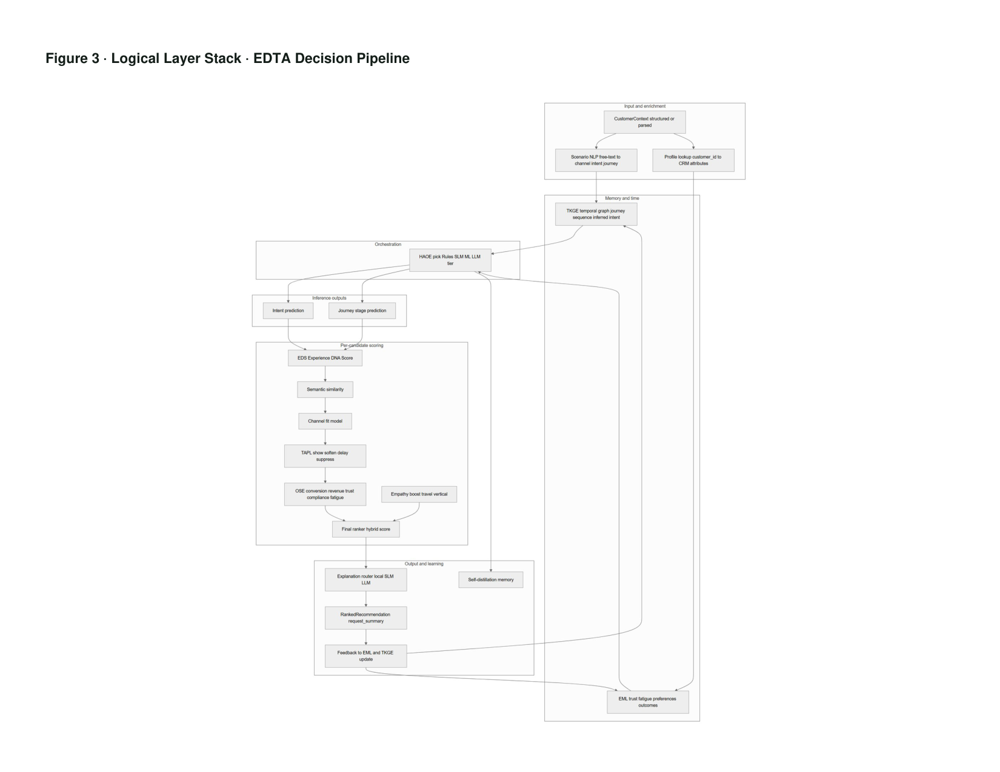 Figure 3 · Logical Layer Stack · EDTA Decision Pipeline
Input and enrichment
CustomerContext structured or
parsed
Scenario NLP free-text to
channel intent journey
Profile lookup customer_id to
CRM attributes
Memory and time
TKGE temporal graph journey
sequence inferred intent
Orchestration
HAOE pick Rules SLM ML LLM
tier
Inference outputs
Intent prediction
Journey stage prediction
Per-candidate scoring
EDS Experience DNA Score
Semantic similarity
Channel fit model
TAPL show soften delay
suppress
OSE conversion revenue trust
compliance fatigue
Empathy boost travel vertical
Final ranker hybrid score
Output and learning
Explanation router local SLM
LLM
Self-distillation memory
RankedRecommendation
request_summary
Feedback to EML and TKGE
update
EML trust fatigue preferences
outcomes